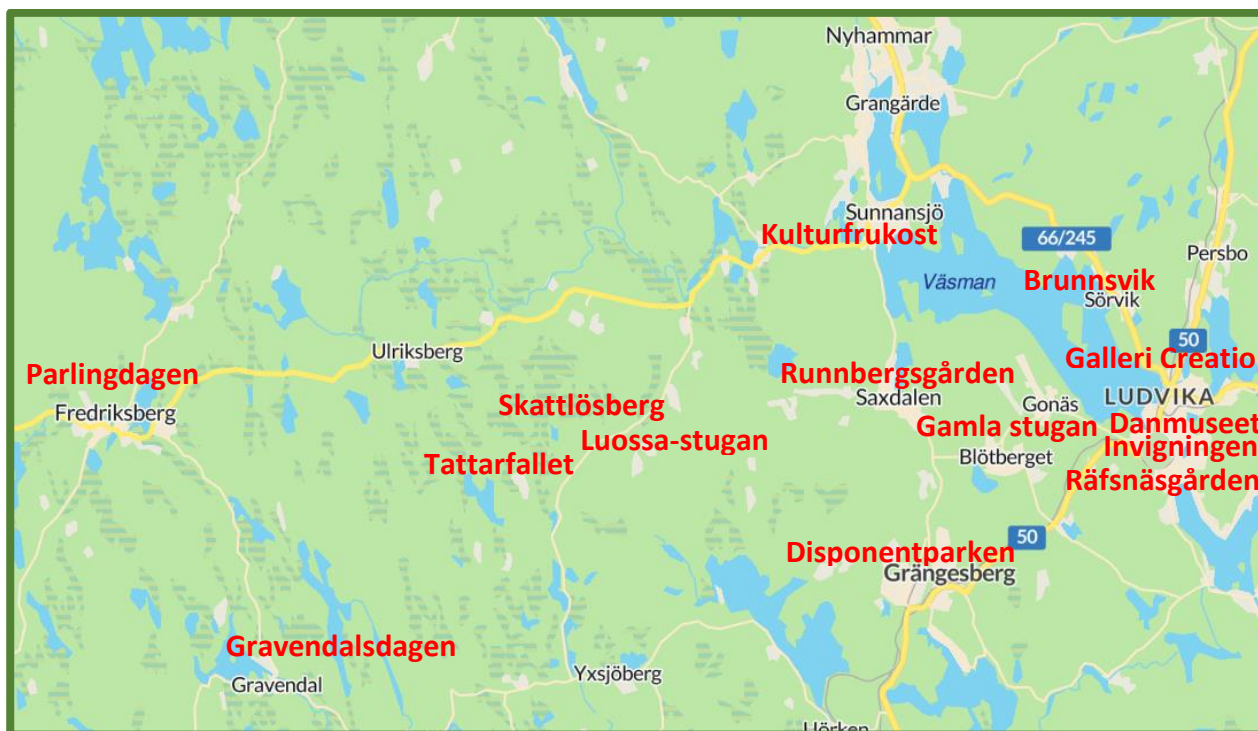 Nyhammar
Grangärde
Sunnansjö
Kulturfrukost
66/245
Persbo
Väsman
Brunnsvik
Sörvik
50
Ulriksberg
Galleri Creatio
Parlingdagen
Runnbergsgården
Saxdalen
LUDVIKA
Skattlösberg
Gonäs
Fredriksberg
Gamla stugan
Danmuseet
Luossa-stugan
Invigningen
Blötberget
Tattarfallet
Räfsnäsgården
50
Disponentparken
Grängesberg
Gravendalsdagen
Yxsjöberg
Gravendal
Hörken